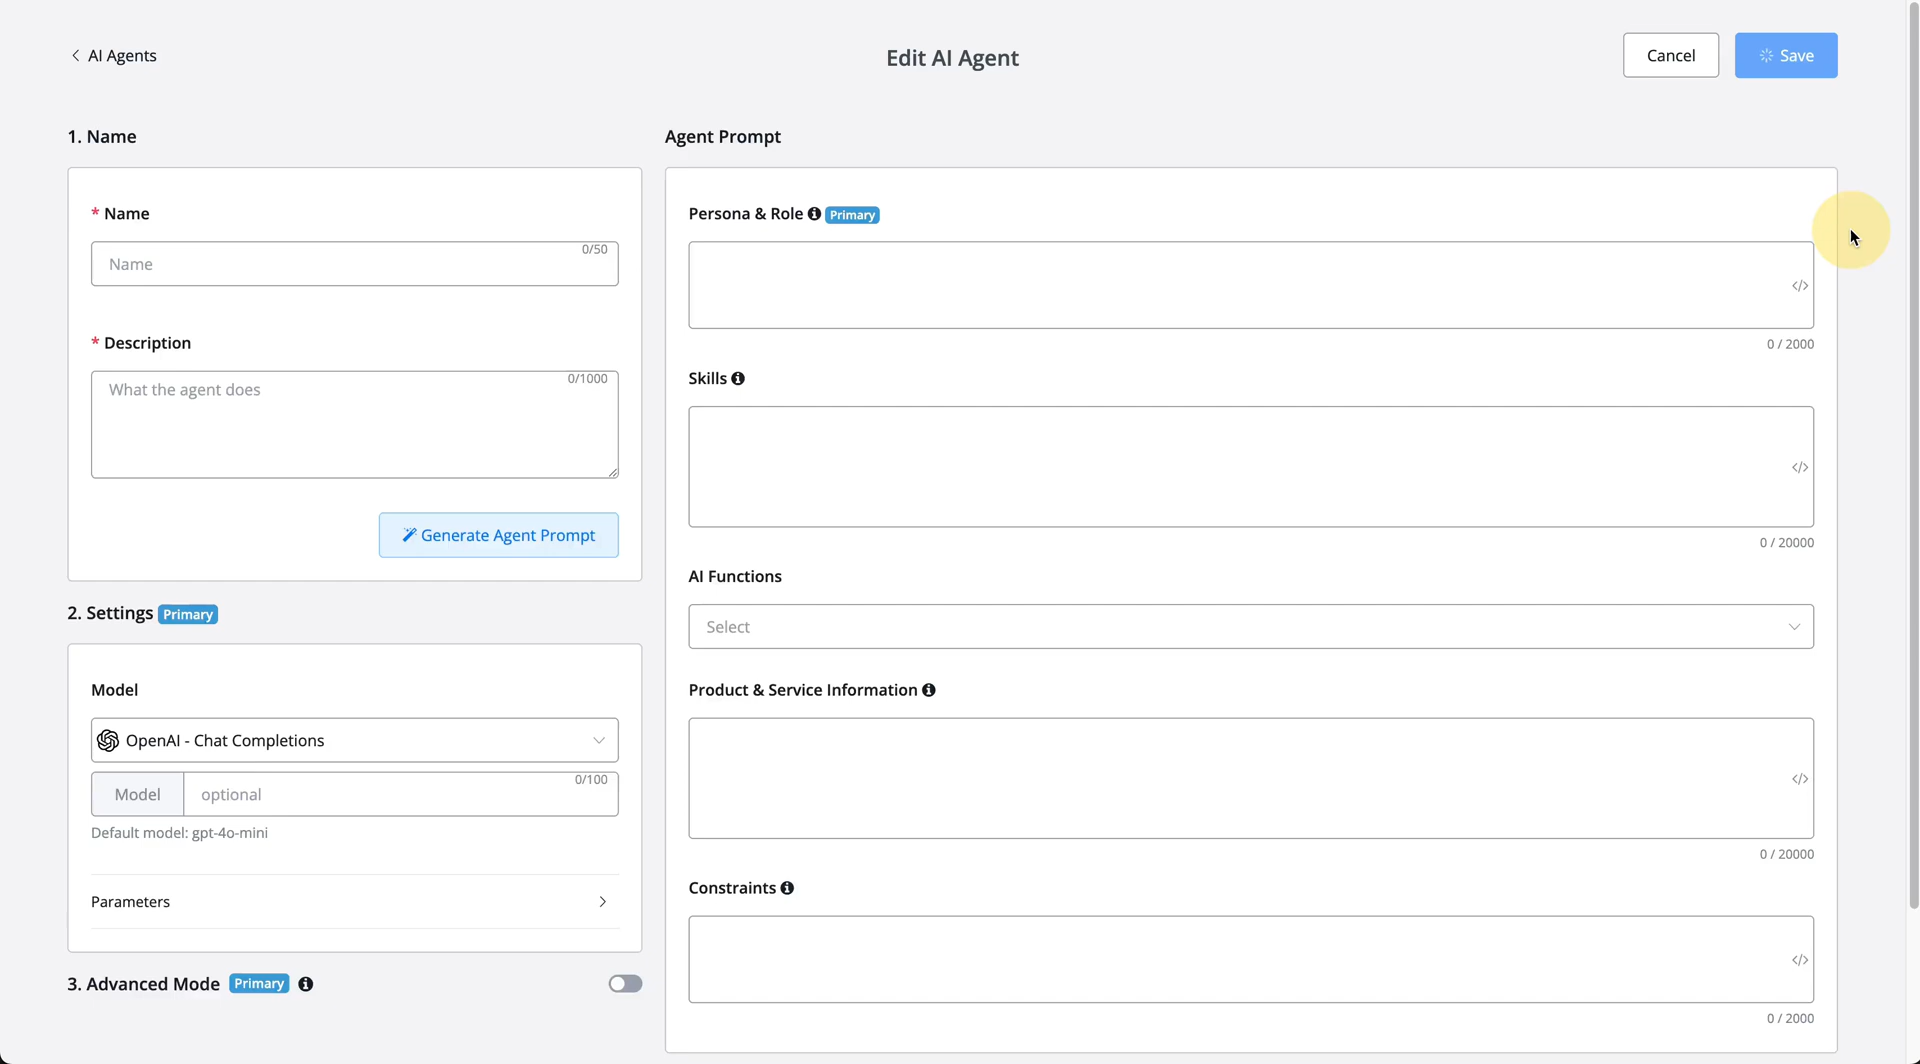 AI Agents
Edit AI Agent
Cancel
Save
1. Name
* Name
0/50
Name
* Description
0/1000
What the agent does
Generate Agent Prompt
2. Settings Primary
Model
OpenAI - Chat Completions
0/100
Model optional
Default model: gpt-4o-mini
Parameters
3. Advanced Mode Primary
Agent Prompt
Persona & Role Primary
</>
0 / 2000
Skills
</>
0 / 20000
AI Functions
Select
Product & Service Information
</>
0 / 20000
Constraints
</>
0 / 2000